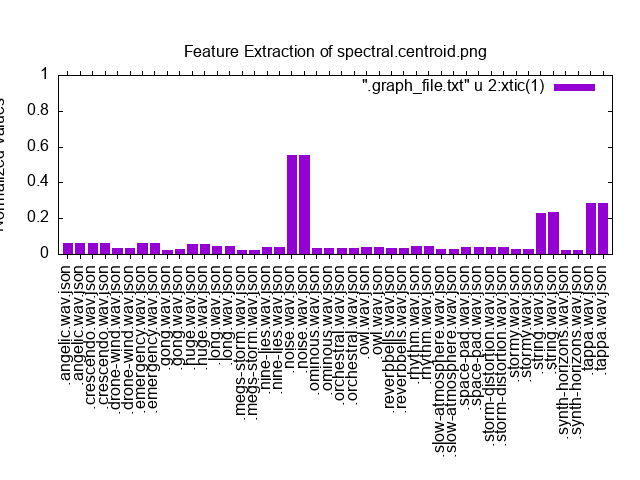 Feature Extraction of spectral.centroid.png
Normalized Values
1
0.8
0.6
0.4
0.2
0
".graph_file.txt" u 2:xtic(1)
.angelic.wav.json
.angelic.wav.json
.crescendo.wav.json
.crescendo.wav.json
.drone-wind.wav.json
.drone-wind.wav.json
.emergency.wav.json
.emergency.wav.json
.gong.wav.json
.gong.wav.json
.huge.wav.json
.huge.wav.json
.long.wav.json
.long.wav.json
.megs-storm.wav.json
.megs-storm.wav.json
.nine-lies.wav.json
.nine-lies.wav.json
.noise.wav.json
.noise.wav.json
.ominous.wav.json
.ominous.wav.json
.orchestral.wav.json
.orchestral.wav.json
.owl.wav.json
.owl.wav.json
.reverbbells.wav.json
.reverbbells.wav.json
.rhythm.wav.json
.rhythm.wav.json
.slow-atmosphere.wav.json
.slow-atmosphere.wav.json
.space-pad.wav.json
.space-pad.wav.json
.storm-distortion.wav.json
.storm-distortion.wav.json
.stormy.wav.json
.stormy.wav.json
.string.wav.json
.string.wav.json
.synth-horizons.wav.json
.synth-horizons.wav.json
.tappa.wav.json
.tappa.wav.json